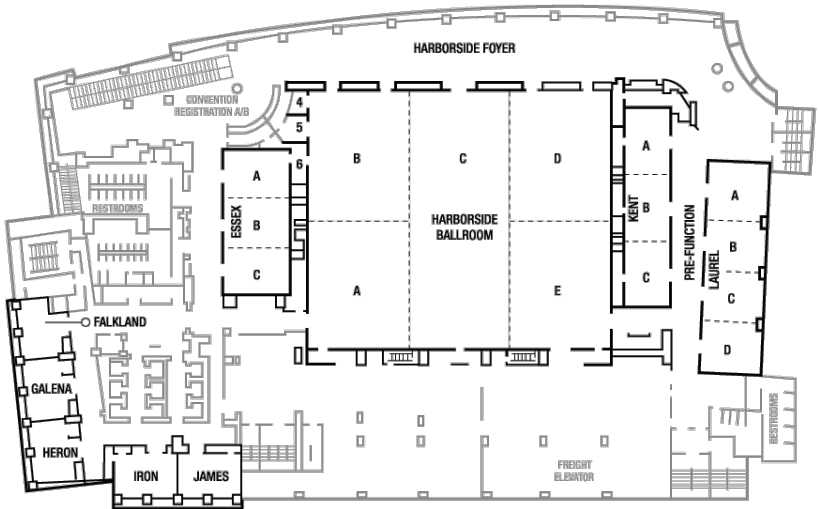 HARBORSIDE FOYER
CONVENTION
REGISTRATION A/B
4
5
6
B
C
D
A
A
A
ESSEX
B
KENT
B
B
RESTROOMS
HARBORSIDE
BALLROOM
PRE-FUNCTION
LAUREL
C
C
C
A
E
D
FALKLAND
GALENA
HERON
IRON
JAMES
FREIGHT
ELEVATOR
RESTROOMS